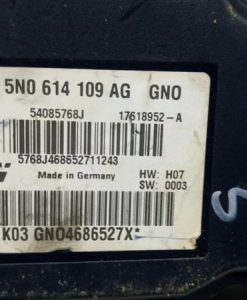 5N0 614 109 AG GNO
54085768J 17618952-A
5768J468652711243
Made in Germany HW: H07
SW: 0003
K03 GNO4686527X*